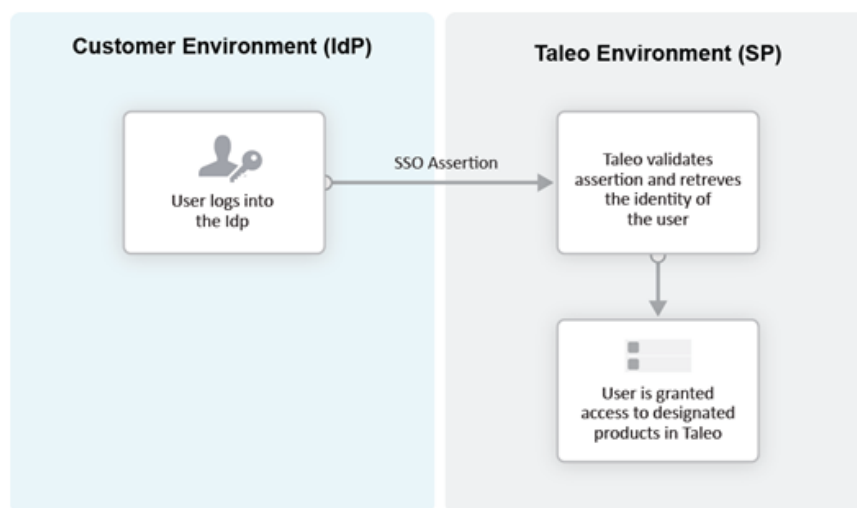 Customer Environment (IdP)
Taleo Environment (SP)
User logs into
the Idp
SSO Assertion
Taleo validates
assertion and retreves
the identity of
the user
User is granted
access to designated
products in Taleo